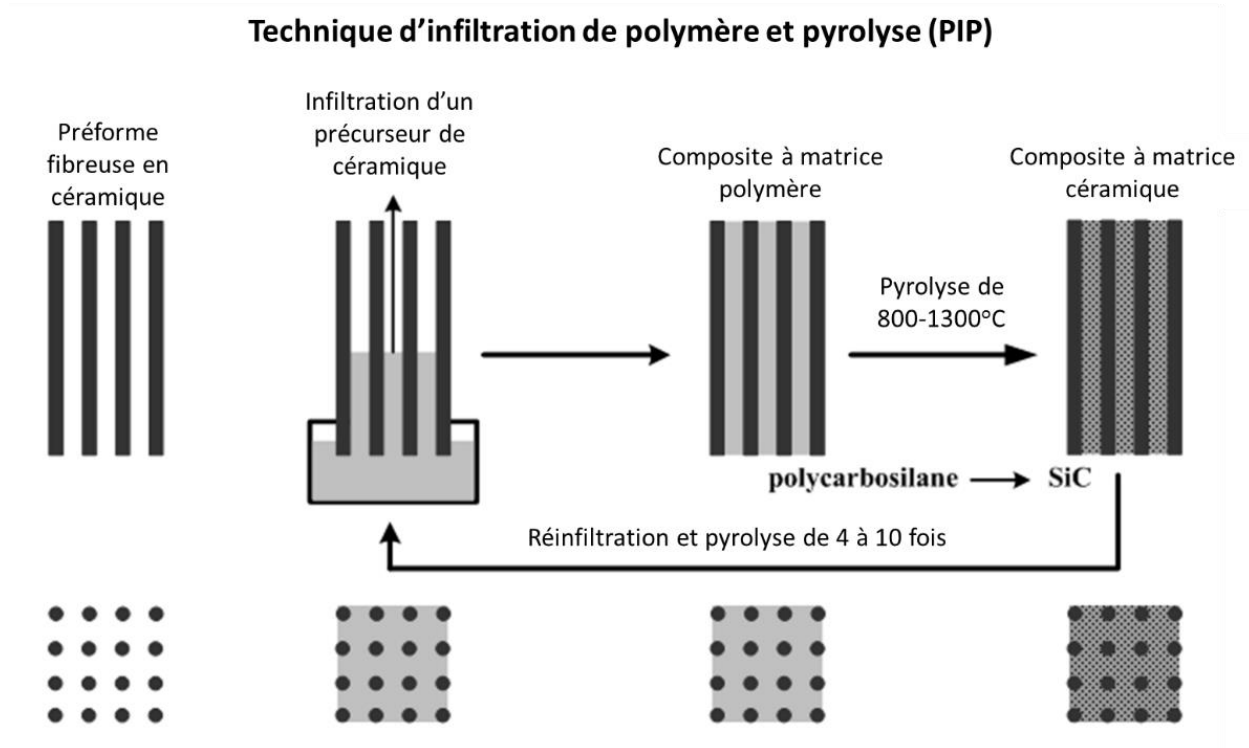 Technique d’infiltration de polymère et pyrolyse (PIP)
Préforme
fibreuse en
céramique
Infiltration d’un
précurseur de
céramique
Composite à matrice
polymère
Composite à matrice
céramique
Pyrolyse de
800-1300°C
polycarbosilane
SiC
Réinfiltration et pyrolyse de 4 à 10 fois